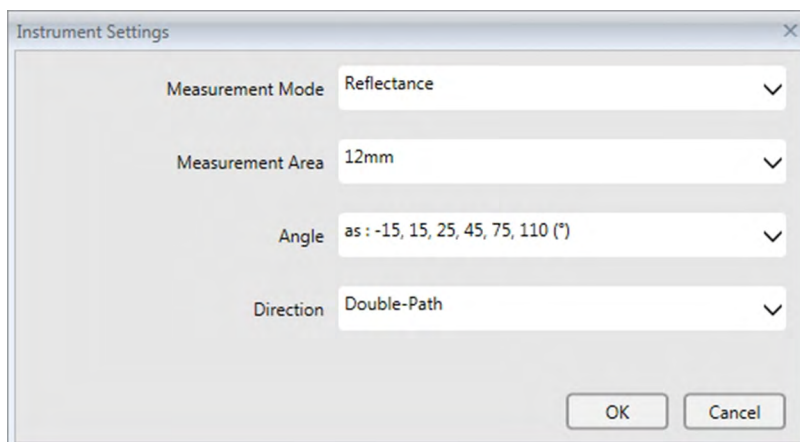 Instrument Settings
Measurement Mode Reflectance
Measurement Area 12mm
Angle as : -15, 15, 25, 45, 75, 110 (°)
Direction Double-Path
OK Cancel